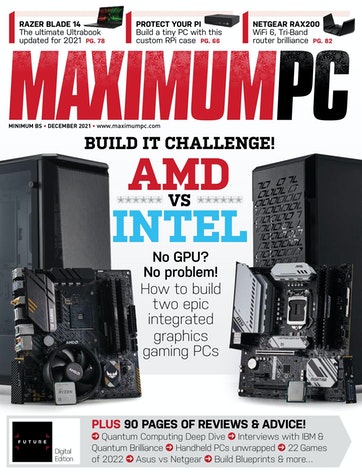 RAZER BLADE 14
The ultimate Ultrabook
updated for 2021 PG. 78
PROTECT YOUR PI
Build a tiny PC with this
custom RPi case PG. 68
NETGEAR RAX200
WiFi 6, Tri-Band
router brilliance PG. 82
MAXIMUMPC
MINIMUM BS • DECEMBER 2021 • www.maximumpc.com
BUILD IT CHALLENGE!
AMD
VS
INTEL
No GPU?
No problem!
How to build
two epic
integrated
graphics
gaming PCs
AMD
RYZEN
FUTURE
Digital
Edition
PLUS 90 PAGES OF REVIEWS & ADVICE!
➔ Quantum Computing Deep Dive ➔ Interviews with IBM &
Quantum Brilliance ➔ Handheld PCs unwrapped ➔ 22 Games
of 2022 ➔ Asus vs Netgear ➔ Build Blueprints & more...